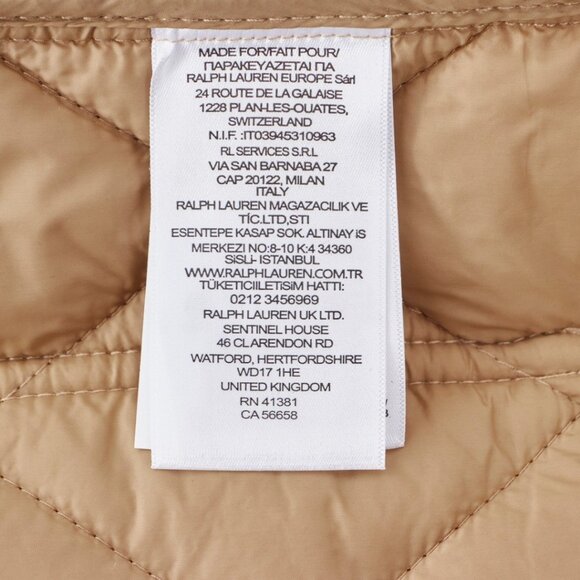 MADE FOR/FAIT POUR/
ΠΑΡΑΚΕΥΑΖΕΤΑΙ ΓΙΑ
RALPH LAUREN EUROPE Sárl
24 ROUTE DE LA GALAISE
1228 PLAN-LES-OUATES,
SWITZERLAND
N.I.F. :IT03945310963
RL SERVICES S.R.L
VIA SAN BARNABA 27
CAP 20122, MILAN
ITALY
RALPH LAUREN MAGAZACILIK VE
TİC.LTD,STI
ESENTEPE KASAP SOK. ALTINAY iS
MERKEZI NO:8-10 K:4 34360
SiSLi- ISTANBUL
WWW.RALPHLAUREN.COM.TR
TÜKETICIILETISiM HATTI:
0212 3456969
RALPH LAUREN UK LTD.
SENTINEL HOUSE
46 CLARENDON RD
WATFORD, HERTFORDSHIRE
WD17 1HE
UNITED KINGDOM
RN 41381
CA 56658